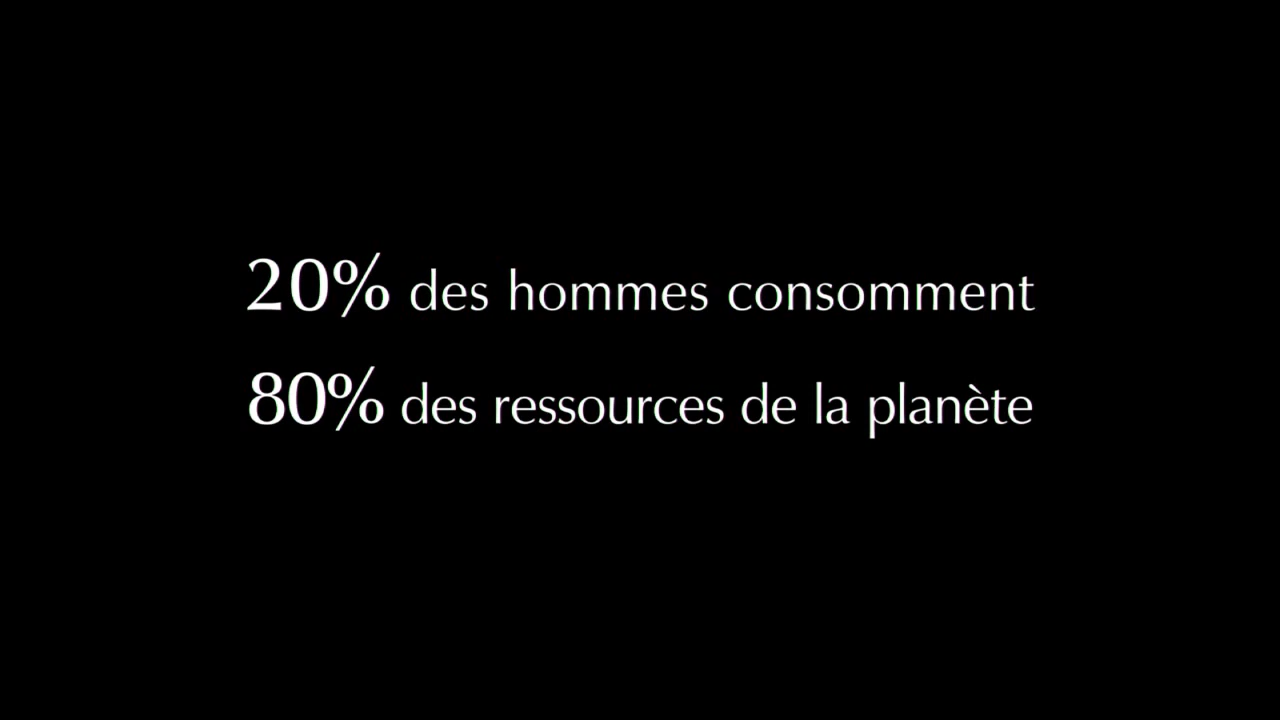 20% des hommes consomment
80% des ressources de la planète